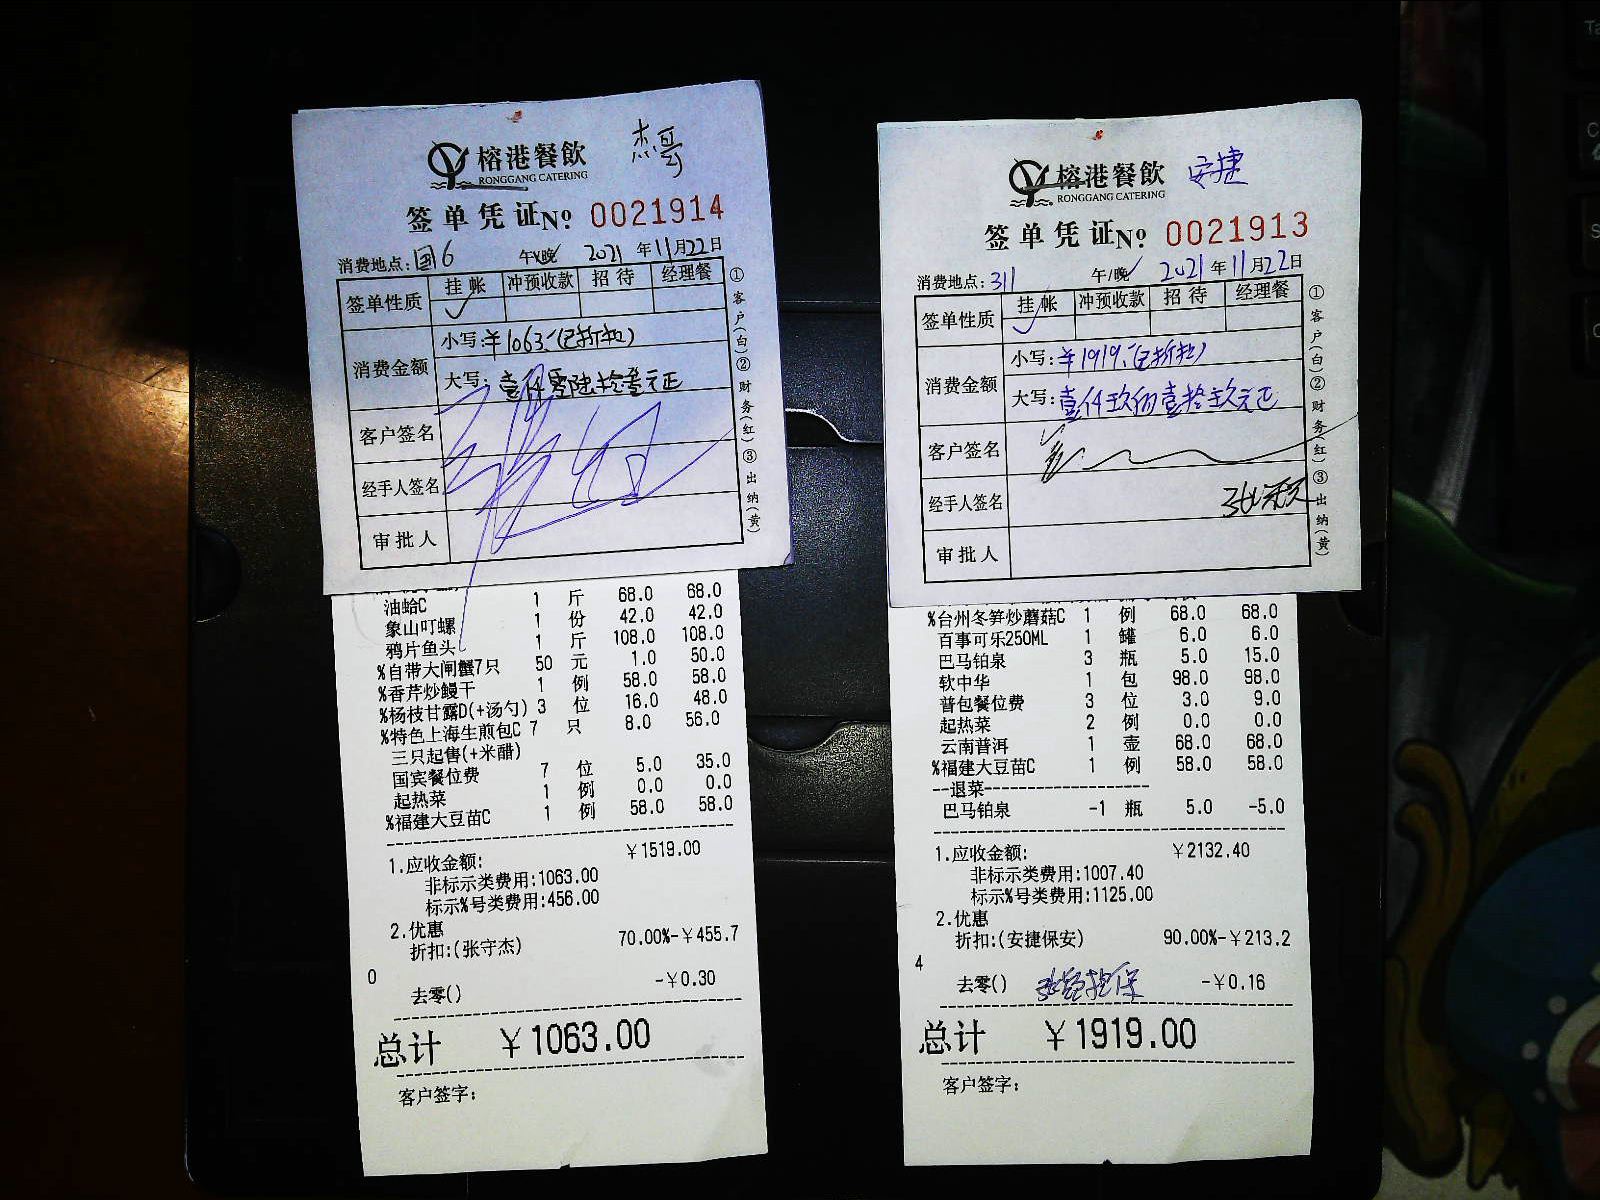 杰哥
榕港餐飲
RONGGANG CATERING
签单凭证No 0021914
消费地点:国6 午/晚 2021年11月22日
签单性质 挂帐 冲预收款 招待 经理餐
消费金额
小写:¥1063.(已折扣)
大写:壹仟零陆拾叁元正
客户签名
经手人签名
审批人
①客户(白)②财务(红)③出纳(黄)
油蛤C 1 斤 68.0 68.0
象山叮螺 1 份 42.0 42.0
鸦片鱼头 1 斤 108.0 108.0
%自带大闸蟹7只 50 元 1.0 50.0
%香芹炒鳗干 1 例 58.0 58.0
%杨枝甘露D(+汤勺) 3 位 16.0 48.0
%特色上海生煎包C 7 只 8.0 56.0
三只起售(+米醋)
国宾餐位费 7 位 5.0 35.0
起热菜 1 例 0.0 0.0
%福建大豆苗C 1 例 58.0 58.0
1.应收金额: ￥1519.00
非标示类费用:1063.00
标示%号类费用:456.00
2.优惠
折扣:(张守杰) 70.00%-￥455.7
0
去零() -￥0.30
总计 ￥1063.00
客户签字:
安捷
榕港餐飲
RONGGANG CATERING
签单凭证No 0021913
消费地点:311 午/晚 2021年11月22日
签单性质 挂帐 冲预收款 招待 经理餐
消费金额
小写:¥1919.(已折扣)
大写:壹仟玖佰壹拾玖元正
客户签名
经手人签名
审批人
①客户(白)②财务(红)③出纳(黄)
%台州冬笋炒蘑菇C 1 例 68.0 68.0
百事可乐250ML 1 罐 6.0 6.0
巴马铂泉 3 瓶 5.0 15.0
软中华 1 包 98.0 98.0
普包餐位费 3 位 3.0 9.0
起热菜 2 例 0.0 0.0
云南普洱 1 壶 68.0 68.0
%福建大豆苗C 1 例 58.0 58.0
--退菜--
巴马铂泉 -1 瓶 5.0 -5.0
1.应收金额: ￥2132.40
非标示类费用:1007.40
标示%号类费用:1125.00
2.优惠
折扣:(安捷保安) 90.00%-￥213.2
4
去零() -￥0.16
总计 ￥1919.00
客户签字: